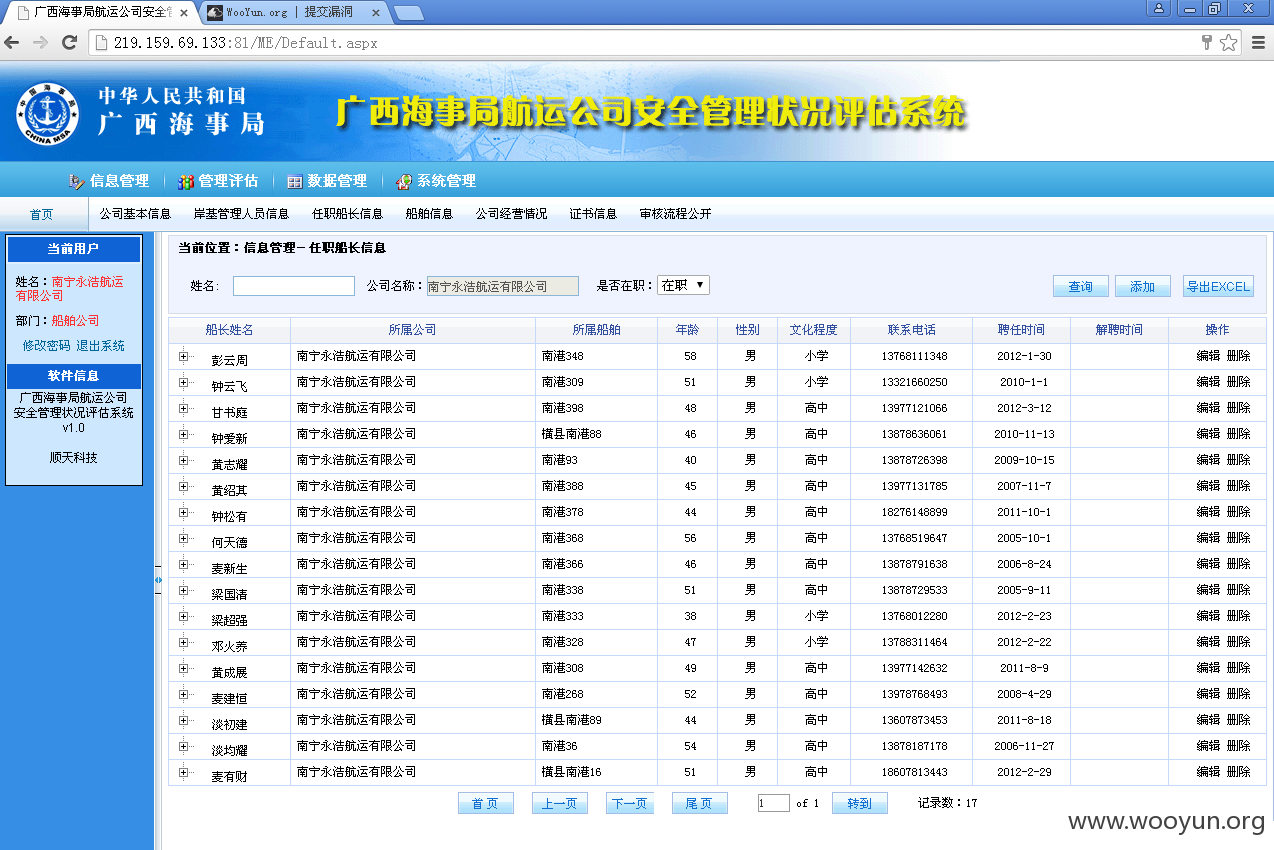 广西海事局航运公司安全管
WooYun.org | 提交漏洞
219.159.69.133:81/ME/Default.aspx
中华人民共和国
广西海事局
CHINA MSA
广西海事局航运公司安全管理状况评估系统
信息管理 管理评估 数据管理 系统管理
首页 公司基本信息 岸基管理人员信息 任职船长信息 船舶信息 公司经营情况 证书信息 审核流程公开
当前用户
姓名：南宁永浩航运
有限公司
部门：船舶公司
修改密码 退出系统
软件信息
广西海事局航运公司
安全管理状况评估系统
v1.0
顺天科技
当前位置：信息管理— 任职船长信息
姓名: 公司名称：南宁永浩航运有限公司 是否在职：在职 查询 添加 导出EXCEL
船长姓名 所属公司 所属船舶 年龄 性别 文化程度 联系电话 聘任时间 解聘时间 操作
彭云周 南宁永浩航运有限公司 南港348 58 男 小学 13768111348 2012-1-30 编辑 删除
钟云飞 南宁永浩航运有限公司 南港309 51 男 小学 13321660250 2010-1-1 编辑 删除
甘书庭 南宁永浩航运有限公司 南港398 48 男 高中 13977121066 2012-3-12 编辑 删除
钟爱新 南宁永浩航运有限公司 横县南港88 46 男 高中 13878636061 2010-11-13 编辑 删除
黄志耀 南宁永浩航运有限公司 南港93 40 男 高中 13878726398 2009-10-15 编辑 删除
黄绍其 南宁永浩航运有限公司 南港388 45 男 高中 13977131785 2007-11-7 编辑 删除
钟松有 南宁永浩航运有限公司 南港378 44 男 高中 18276148899 2011-10-1 编辑 删除
何天德 南宁永浩航运有限公司 南港368 56 男 高中 13768519647 2005-10-1 编辑 删除
麦新生 南宁永浩航运有限公司 南港366 46 男 高中 13878791638 2006-8-24 编辑 删除
梁国清 南宁永浩航运有限公司 南港338 51 男 高中 13878729533 2005-9-11 编辑 删除
梁超强 南宁永浩航运有限公司 南港333 38 男 小学 13768012280 2012-2-23 编辑 删除
邓火养 南宁永浩航运有限公司 南港328 47 男 小学 13788311464 2012-2-22 编辑 删除
黄成展 南宁永浩航运有限公司 南港308 49 男 高中 13977142632 2011-8-9 编辑 删除
麦建恒 南宁永浩航运有限公司 南港268 52 男 高中 13978768493 2008-4-29 编辑 删除
淡初建 南宁永浩航运有限公司 横县南港89 44 男 高中 13607873453 2011-8-18 编辑 删除
淡均耀 南宁永浩航运有限公司 南港36 54 男 高中 13878187178 2006-11-27 编辑 删除
麦有财 南宁永浩航运有限公司 横县南港16 51 男 高中 18607813443 2012-2-29 编辑 删除
首 页 上一页 下一页 尾 页 1 of 1 转到 记录数：17
www.wooyun.org